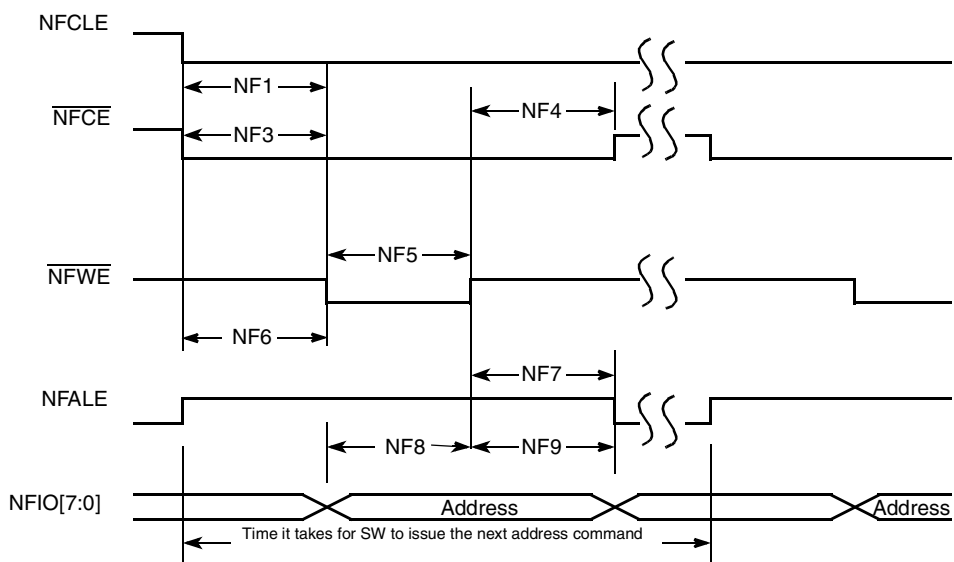 NFCLE
NF1
NFCE
NF4
NF3
NF5
NFWE
NF6
NF7
NFALE
NF8
NF9
NFIO[7:0]
Address
Address
Time it takes for SW to issue the next address command